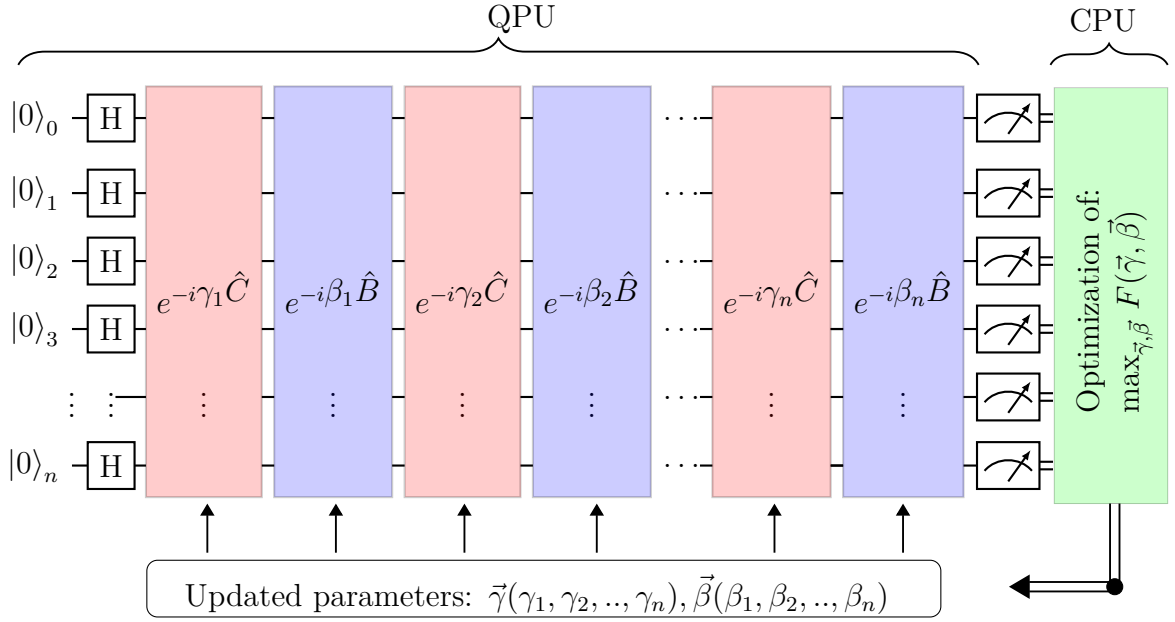 QPU CPU
|0⟩₀ H . . .
|0⟩₁ H . . .
|0⟩₂ H . . .
e^{-iγ₁Ĉ} e^{-iβ₁B̂} e^{-iγ₂Ĉ} e^{-iβ₂B̂} e^{-iγₙĈ} e^{-iβₙB̂}
|0⟩₃ H . . .
⋮ ⋮ ⋮ ⋮ ⋮ ⋮ . . . ⋮ ⋮
|0⟩ₙ H . . .
Optimization of:
max_{γ⃗,β⃗} F(γ⃗, β⃗)
Updated parameters: γ⃗(γ₁, γ₂, .., γₙ), β⃗(β₁, β₂, .., βₙ)